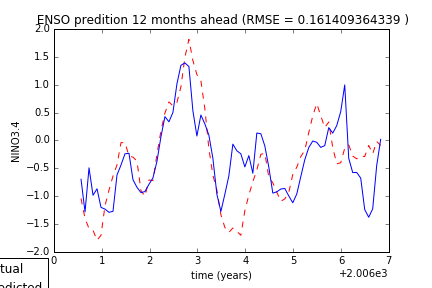 ENSO predition 12 months ahead (RMSE = 0.161409364339 )
2.0
1.5
1.0
0.5
0.0
−0.5
−1.0
−1.5
−2.0
NINO3.4
0 1 2 3 4 5 6 7
time (years)
+2.006e3
tual
edicted